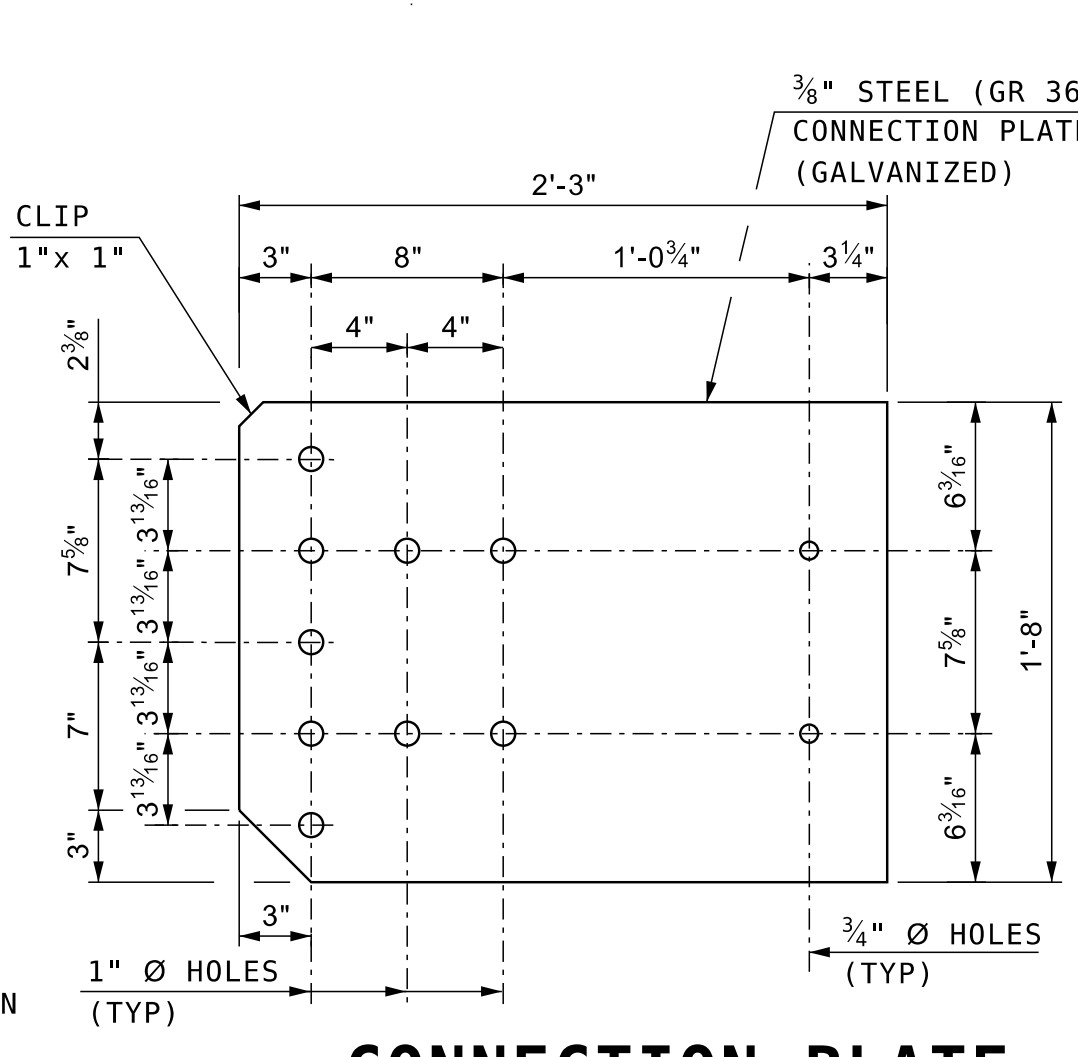 ⅜" STEEL (GR 36
CONNECTION PLATE
(GALVANIZED)
2'-3"
CLIP
1"x 1"
3"
8"
1'-0¾"
3¼"
4"
4"
2⅜"
3 13/16"
6 3/16"
7⅝"
3 13/16"
7⅝"
1'-8"
3 13/16"
7"
3 13/16"
6 3/16"
3"
3"
¾" Ø HOLES
(TYP)
1" Ø HOLES
(TYP)
N
CONNECTION PLATE